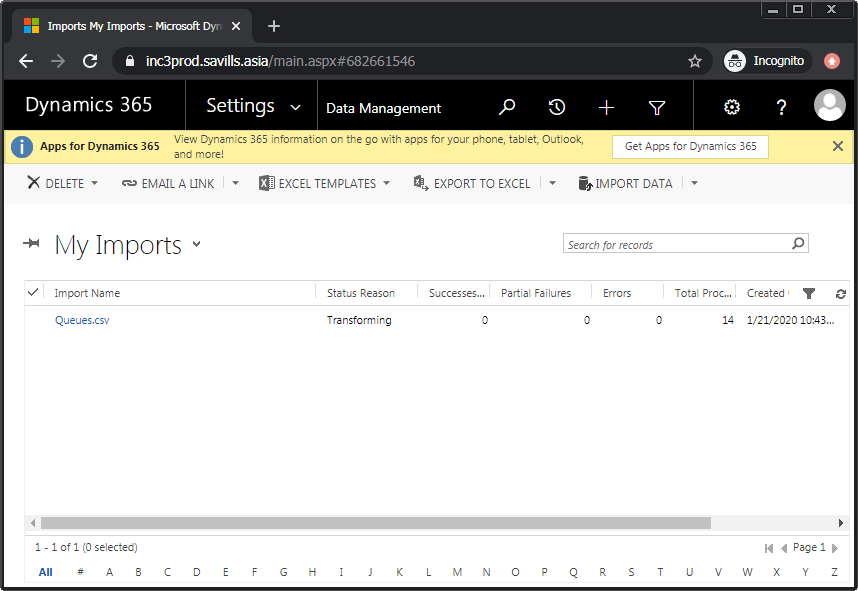 Imports My Imports - Microsoft Dyn
inc3prod.savills.asia/main.aspx#682661546
Incognito
Dynamics 365
Settings
Data Management
?
i
Apps for Dynamics 365
View Dynamics 365 information on the go with apps for your phone, tablet, Outlook,
and more!
Get Apps for Dynamics 365
DELETE
EMAIL A LINK
EXCEL TEMPLATES
EXPORT TO EXCEL
IMPORT DATA
My Imports
Search for records
Import Name Status Reason Successes... Partial Failures Errors Total Proc... Created
Queues.csv Transforming 0 0 0 14 1/21/2020 10:43...
1 - 1 of 1 (0 selected)
Page 1
All # A B C D E F G H I J K L M N O P Q R S T U V W X Y Z